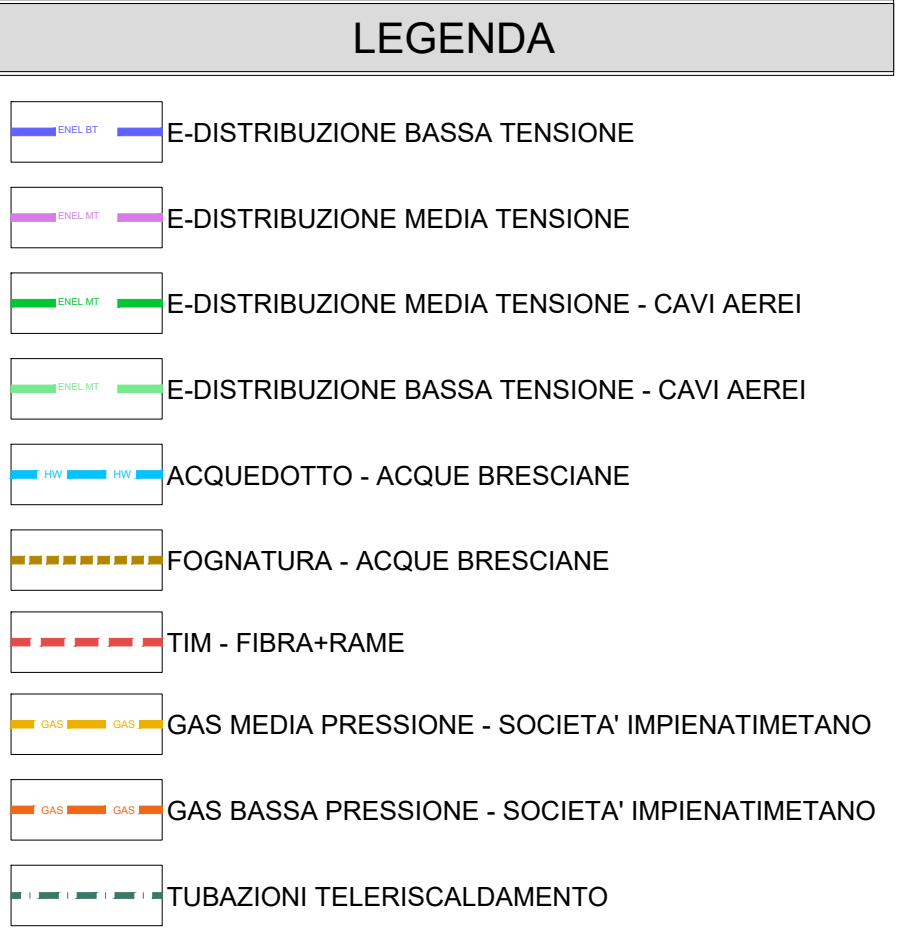 LEGENDA
ENEL BT E-DISTRIBUZIONE BASSA TENSIONE
ENEL MT E-DISTRIBUZIONE MEDIA TENSIONE
ENEL MT E-DISTRIBUZIONE MEDIA TENSIONE - CAVI AEREI
ENEL MT E-DISTRIBUZIONE BASSA TENSIONE - CAVI AEREI
HW HW ACQUEDOTTO - ACQUE BRESCIANE
FOGNATURA - ACQUE BRESCIANE
TIM - FIBRA+RAME
GAS GAS GAS MEDIA PRESSIONE - SOCIETA' IMPIENATIMETANO
GAS GAS GAS BASSA PRESSIONE - SOCIETA' IMPIENATIMETANO
TUBAZIONI TELERISCALDAMENTO